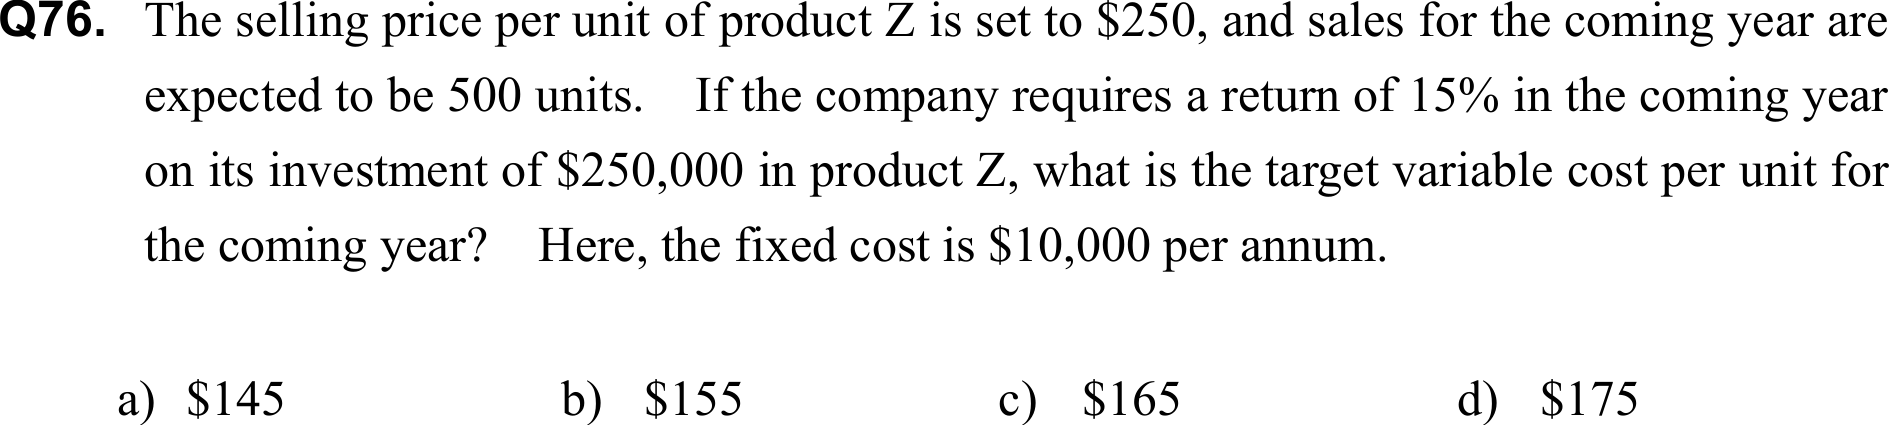 Q76. The selling price per unit of product Z is set to $250, and sales for the coming year are
expected to be 500 units. If the company requires a return of 15% in the coming year
on its investment of $250,000 in product Z, what is the target variable cost per unit for
the coming year? Here, the fixed cost is $10,000 per annum.
a) $145 b) $155 c) $165 d) $175